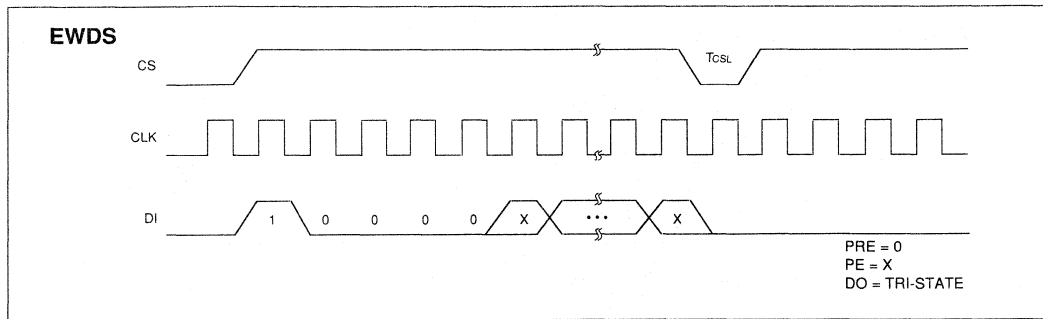 EWDS
CS
TCSL
CLK
DI
1 0 0 0 0 X ••• X
PRE = 0
PE = X
DO = TRI-STATE